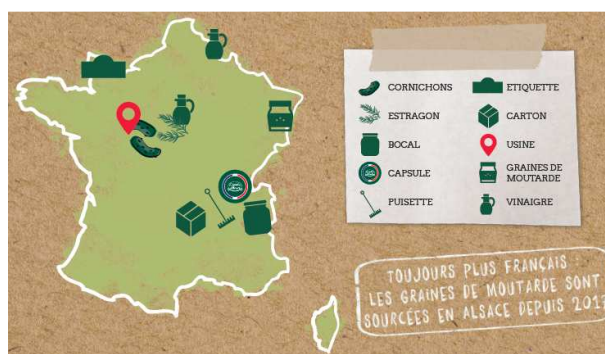 CORNICHONS
ETIQUETTE
ESTRAGON
CARTON
BOCAL
USINE
CAPSULE
GRAINES DE
MOUTARDE
PUISETTE
VINAIGRE
TOUJOURS PLUS FRANÇAIS :
LES GRAINES DE MOUTARDE SONT
SOURCÉES EN ALSACE DEPUIS